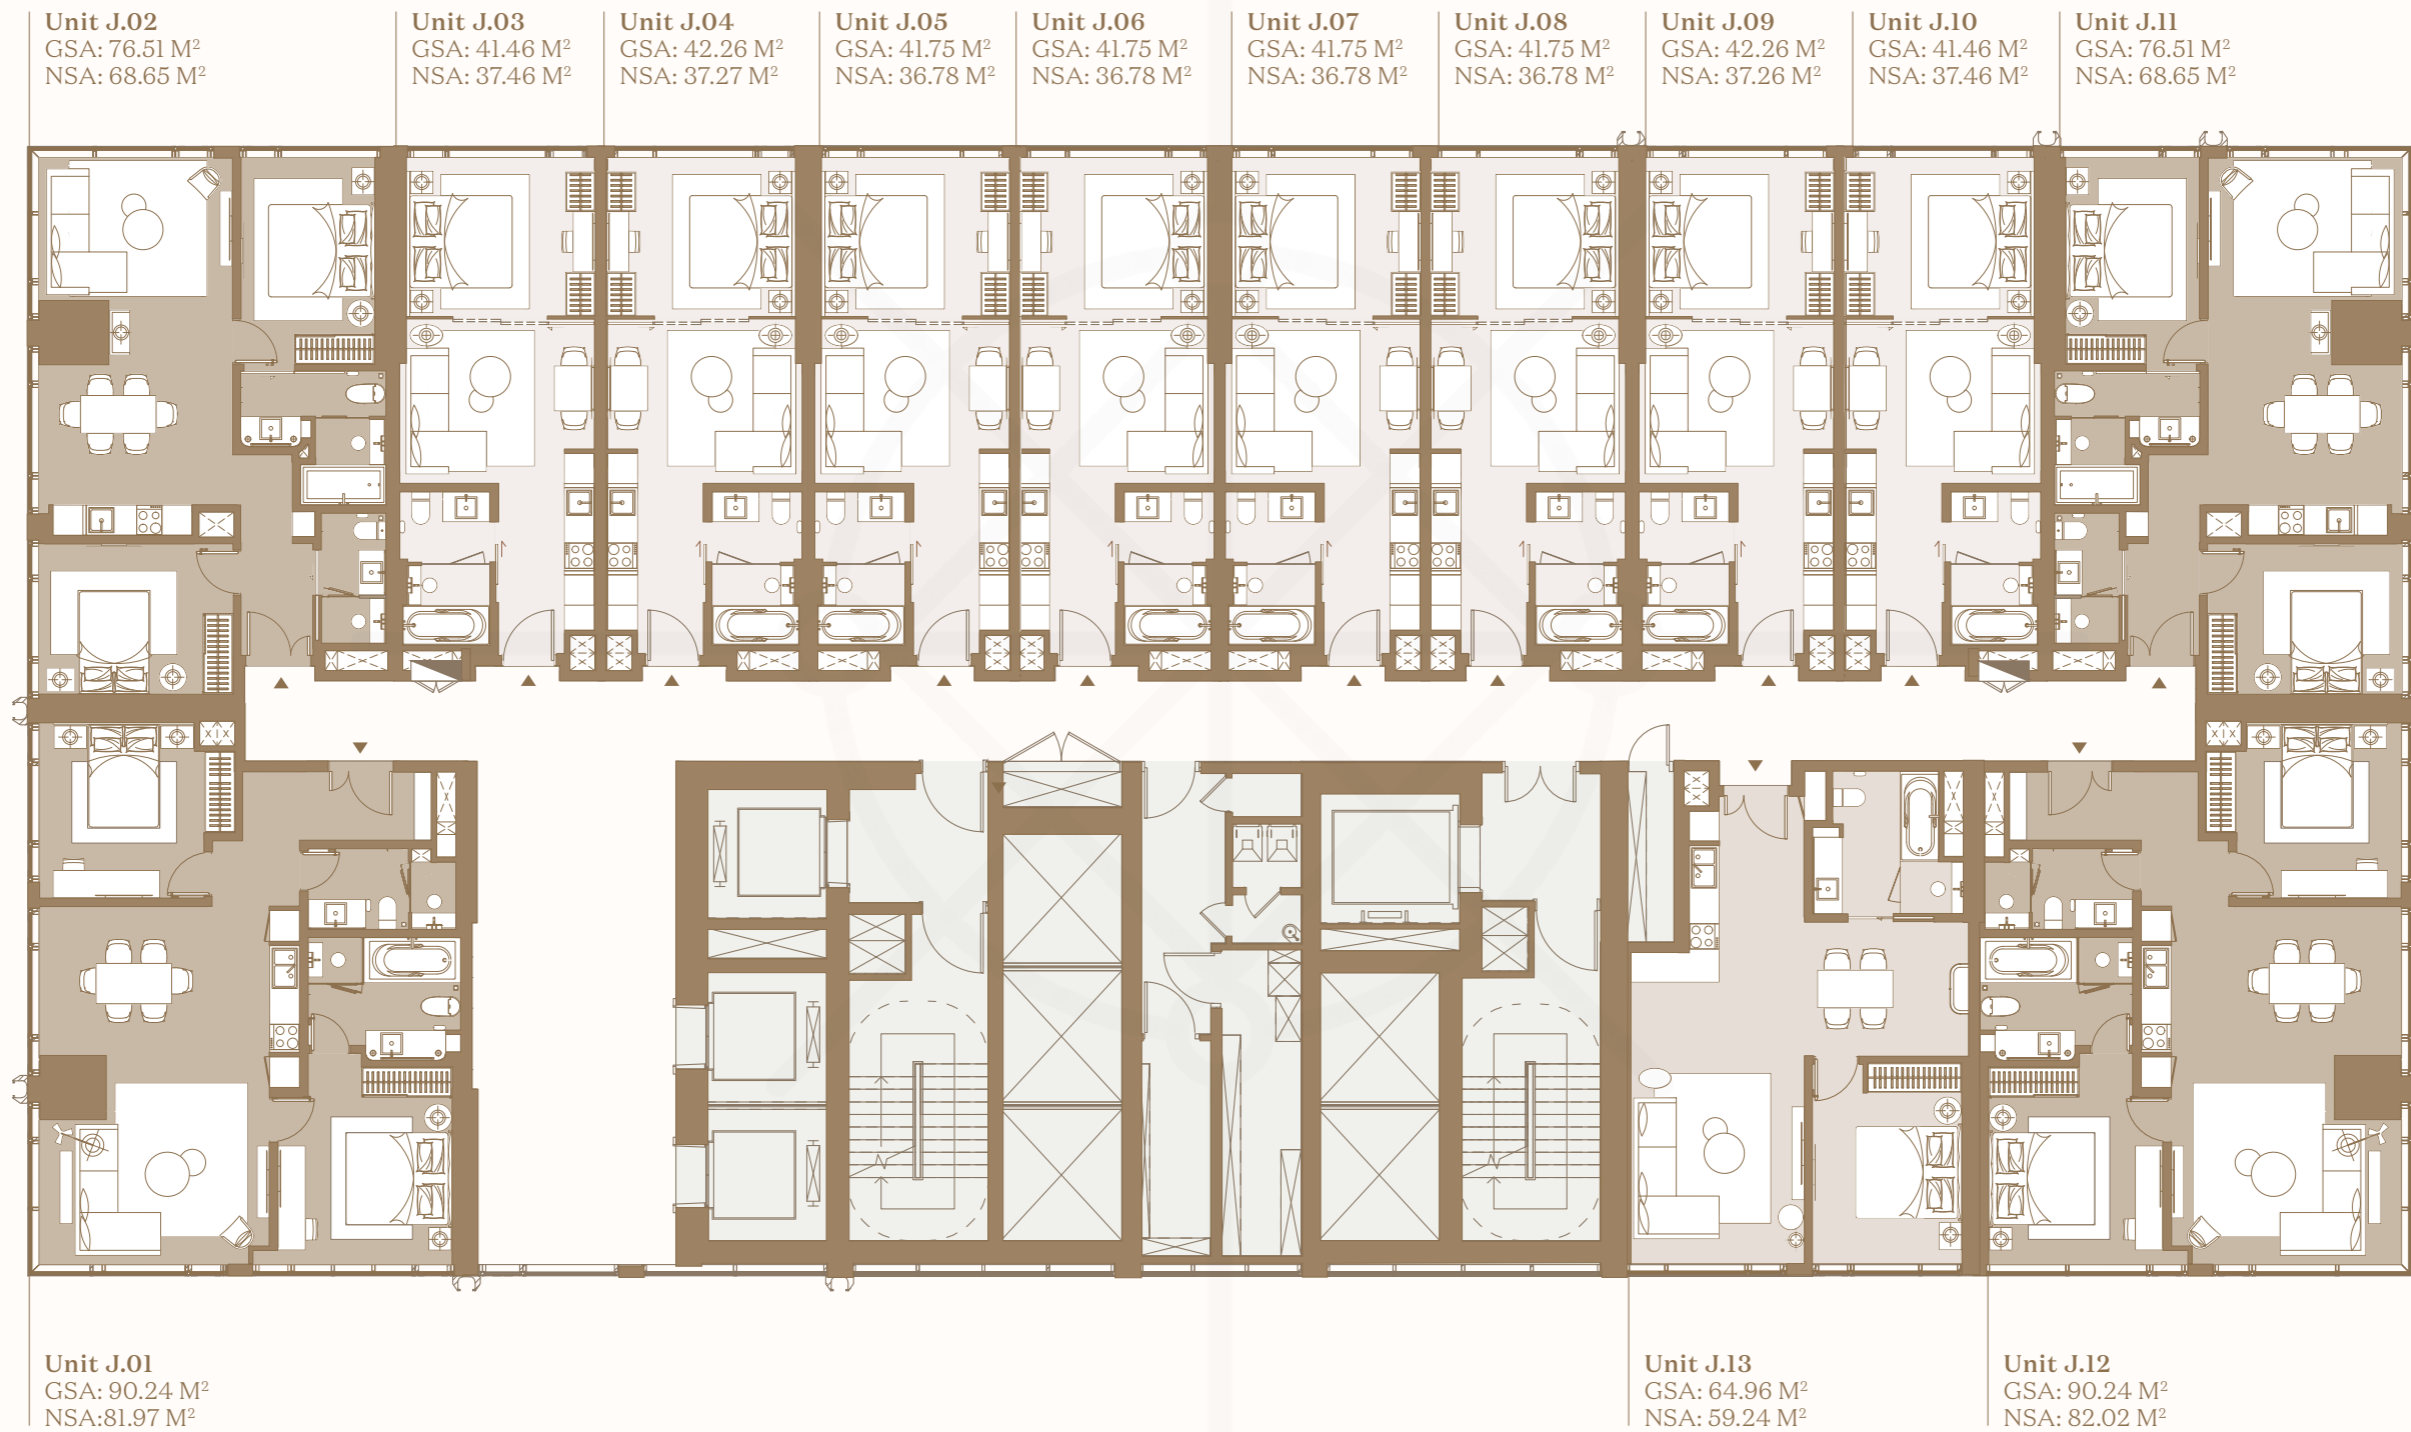 Unit J.02
GSA: 76.51 M²
NSA: 68.65 M²
Unit J.03
GSA: 41.46 M²
NSA: 37.46 M²
Unit J.04
GSA: 42.26 M²
NSA: 37.27 M²
Unit J.05
GSA: 41.75 M²
NSA: 36.78 M²
Unit J.06
GSA: 41.75 M²
NSA: 36.78 M²
Unit J.07
GSA: 41.75 M²
NSA: 36.78 M²
Unit J.08
GSA: 41.75 M²
NSA: 36.78 M²
Unit J.09
GSA: 42.26 M²
NSA: 37.26 M²
Unit J.10
GSA: 41.46 M²
NSA: 37.46 M²
Unit J.11
GSA: 76.51 M²
NSA: 68.65 M²
Unit J.01
GSA: 90.24 M²
NSA:81.97 M²
Unit J.13
GSA: 64.96 M²
NSA: 59.24 M²
Unit J.12
GSA: 90.24 M²
NSA: 82.02 M²